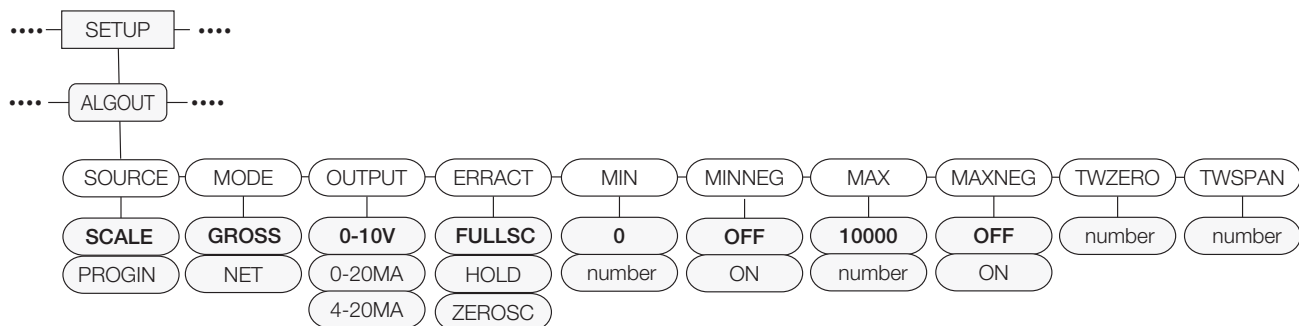 •••• SETUP ••••
•••• ALGOUT ••••
SOURCE MODE OUTPUT ERRACT MIN MINNEG MAX MAXNEG TWZERO TWSPAN
SCALE GROSS 0-10V FULLSC 0 OFF 10000 OFF number number
PROGIN NET 0-20MA HOLD number ON number ON
4-20MA ZEROSC